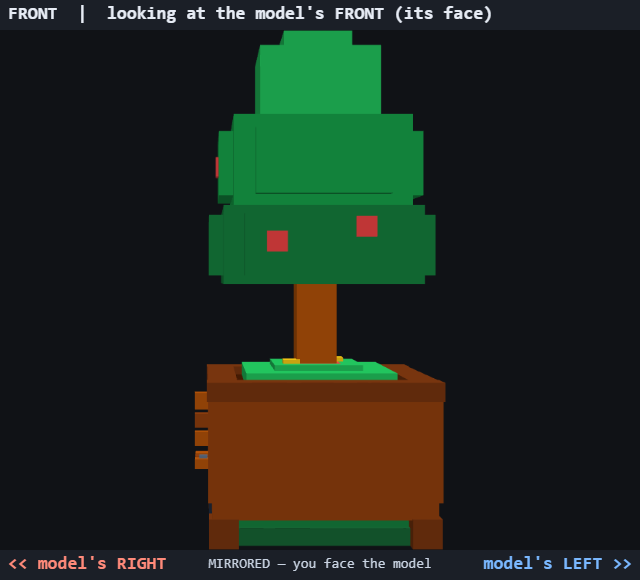 FRONT | looking at the model's FRONT (its face)
<< model's RIGHT MIRRORED — you face the model model's LEFT >>